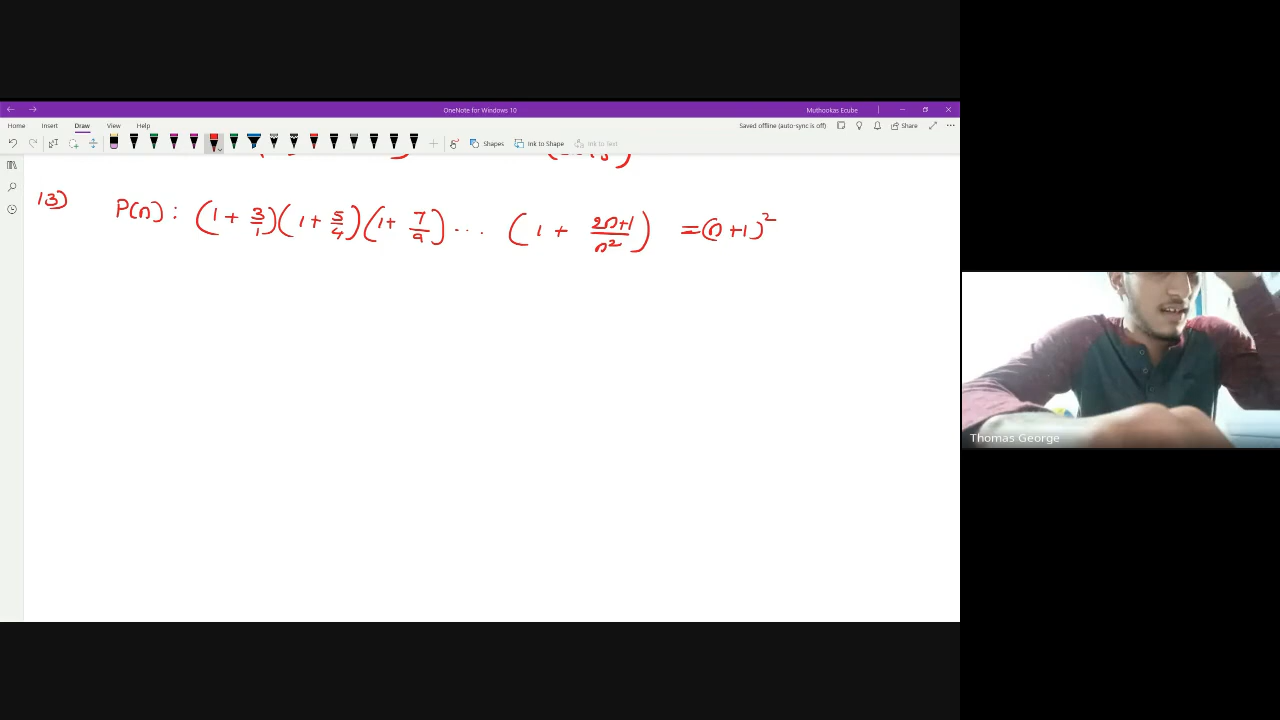 OneNote for Windows 10
Muthookas Ecube
Home Insert Draw View Help
Saved offline (auto-sync is off)
Share
Shapes
Ink to Shape
Ink to Text
13) P(n) : (1 + 3/1)(1 + 5/4)(1 + 7/9) ... (1 + 2n+1/n²) = (n+1)²
Thomas George